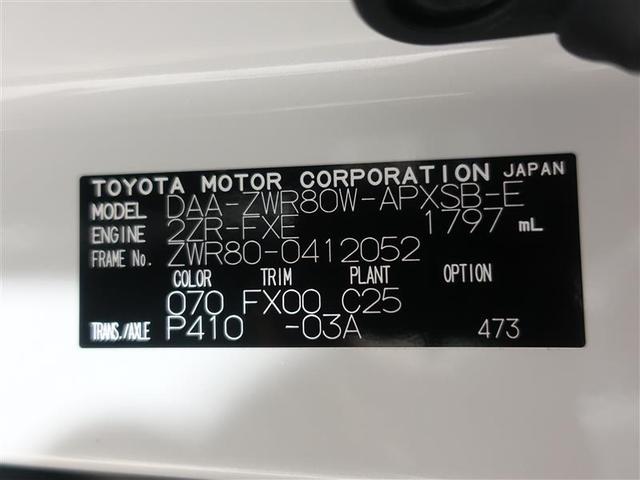 TOYOTA MOTOR CORPORATION JAPAN
MODEL DAA-ZWR80W-APXSB-E
ENGINE 2ZR-FXE 1797 mL
FRAME No. ZWR80-0412052
COLOR TRIM PLANT OPTION
070 FX00 C25
TRANS./AXLE P410 -03A 473